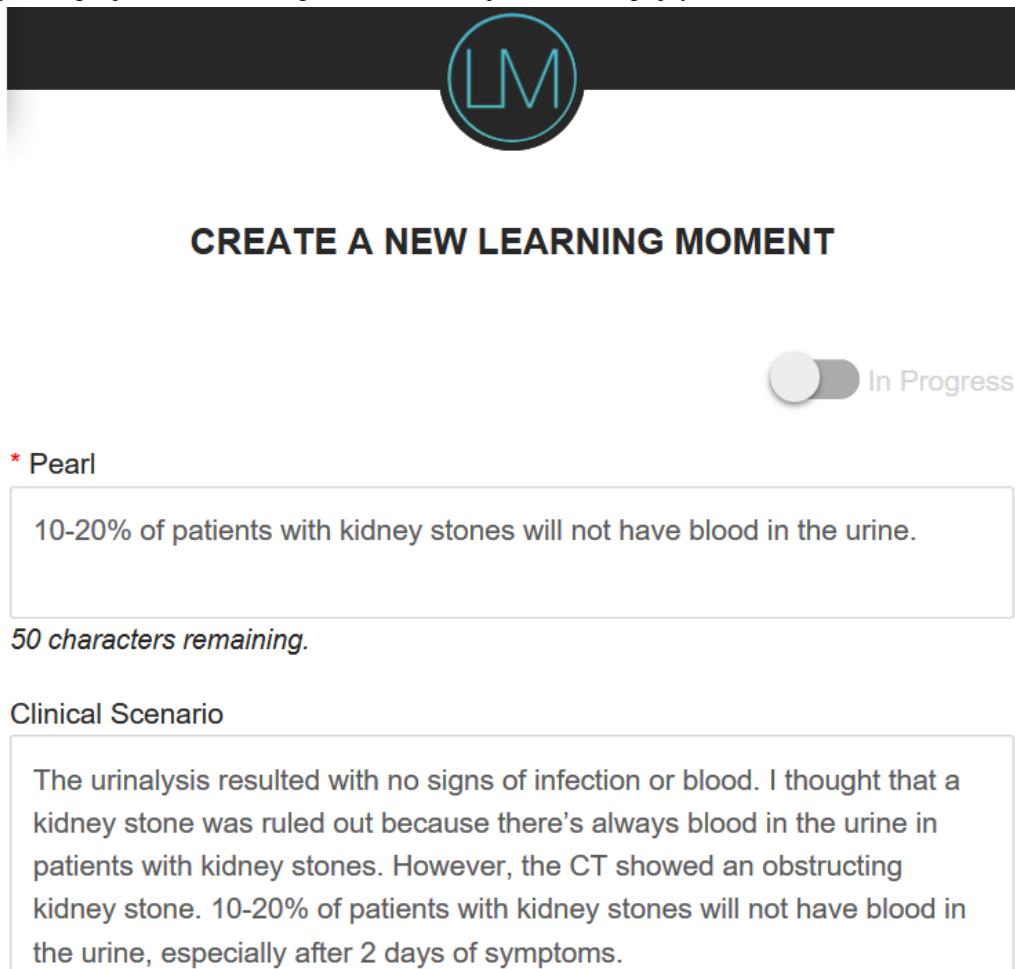 LM
CREATE A NEW LEARNING MOMENT
In Progress
* Pearl
10-20% of patients with kidney stones will not have blood in the urine.
50 characters remaining.
Clinical Scenario
The urinalysis resulted with no signs of infection or blood. I thought that a
kidney stone was ruled out because there’s always blood in the urine in
patients with kidney stones. However, the CT showed an obstructing
kidney stone. 10-20% of patients with kidney stones will not have blood in
the urine, especially after 2 days of symptoms.